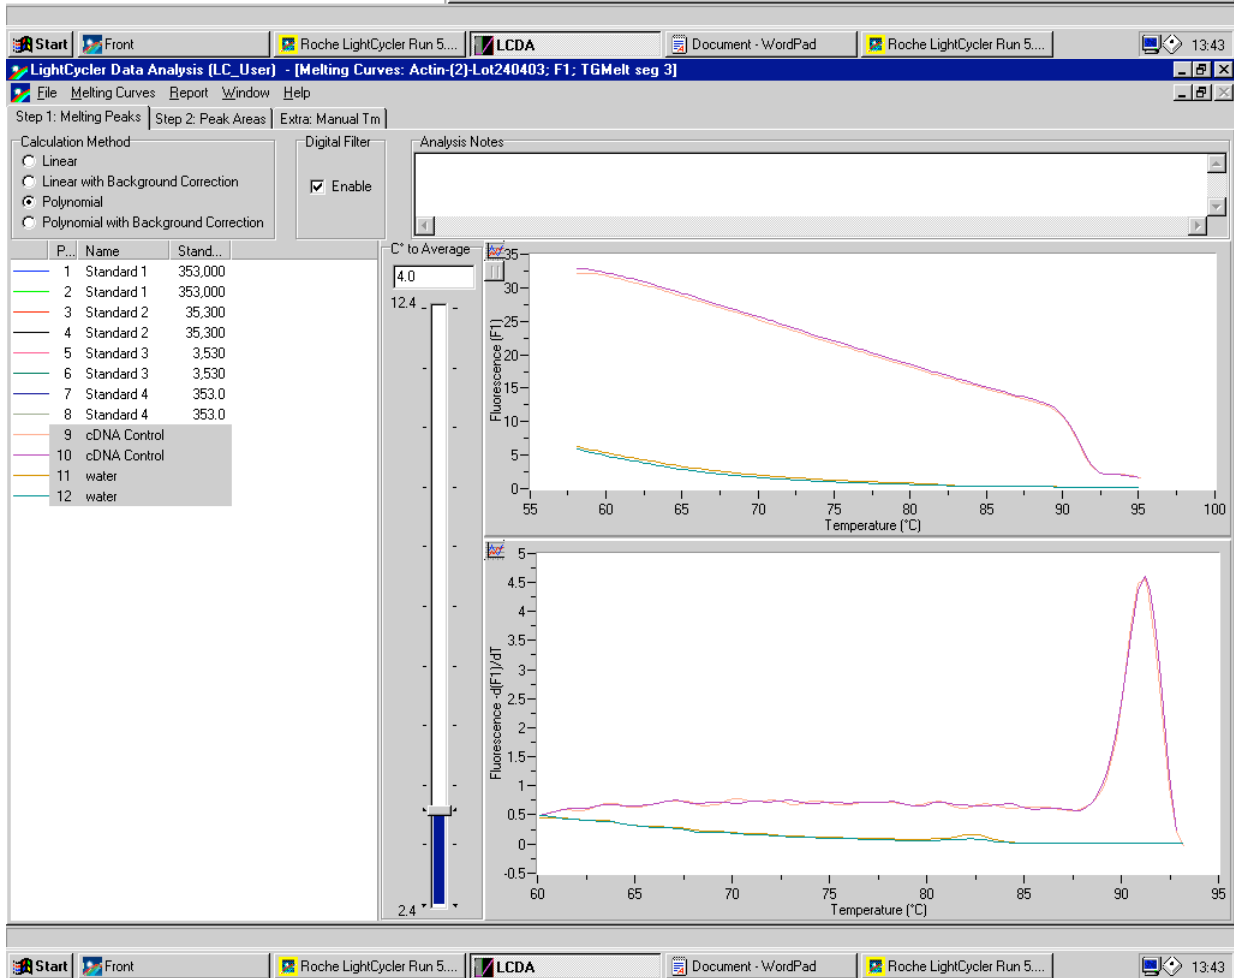 Start Front Roche LightCycler Run 5.... LCDA Document - WordPad Roche LightCycler Run 5.... 13:43
LightCycler Data Analysis (LC_User) - [Melting Curves: Actin-(2)-Lot240403; F1; TGMelt seg 3]
File Melting Curves Report Window Help
Step 1: Melting Peaks Step 2: Peak Areas Extra: Manual Tm
Calculation Method
Linear
Linear with Background Correction
Polynomial
Polynomial with Background Correction
Digital Filter
Enable
Analysis Notes
P... Name Stand...
1 Standard 1 353,000
2 Standard 1 353,000
3 Standard 2 35,300
4 Standard 2 35,300
5 Standard 3 3,530
6 Standard 3 3,530
7 Standard 4 353.0
8 Standard 4 353.0
9 cDNA Control
10 cDNA Control
11 water
12 water
C° to Average
4.0
12.4
2.4
35
30
25
20
15
10
5
0
Fluorescence (F1)
55 60 65 70 75 80 85 90 95 100
Temperature (°C)
5
4.5
4
3.5
3
2.5
2
1.5
1
0.5
0
-0.5
Fluorescence -d(F1)/dT
60 65 70 75 80 85 90 95
Temperature (°C)
Start Front Roche LightCycler Run 5.... LCDA Document - WordPad Roche LightCycler Run 5.... 13:43